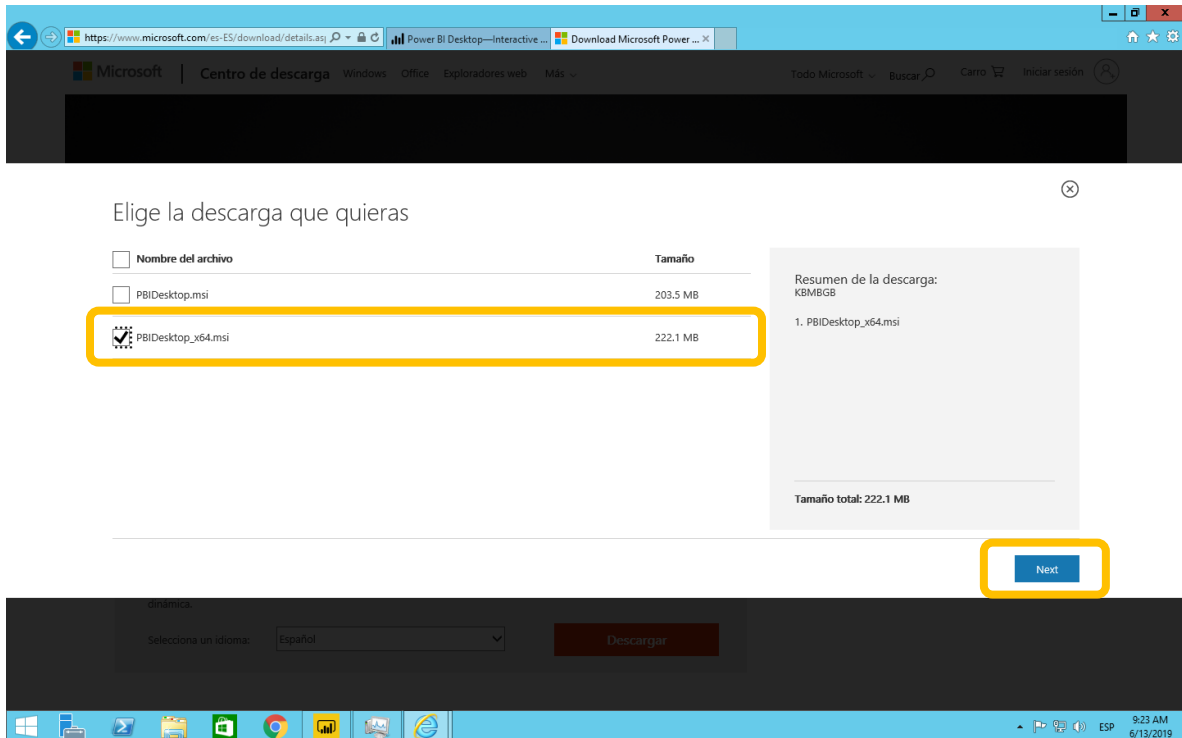 https://www.microsoft.com/es-ES/download/details.asp
Power BI Desktop—Interactive ...
Download Microsoft Power ...
Microsoft
Centro de descarga Windows Office Exploradores web Más
Todo Microsoft Buscar Carro Iniciar sesión
Elige la descarga que quieras
Nombre del archivo Tamaño
PBIDesktop.msi 203.5 MB
PBIDesktop_x64.msi 222.1 MB
Resumen de la descarga:
KBMBGB
1. PBIDesktop_x64.msi
Tamaño total: 222.1 MB
Next
dinámica.
Selecciona un idioma: Español Descargar
ESP
9:23 AM
6/13/2019